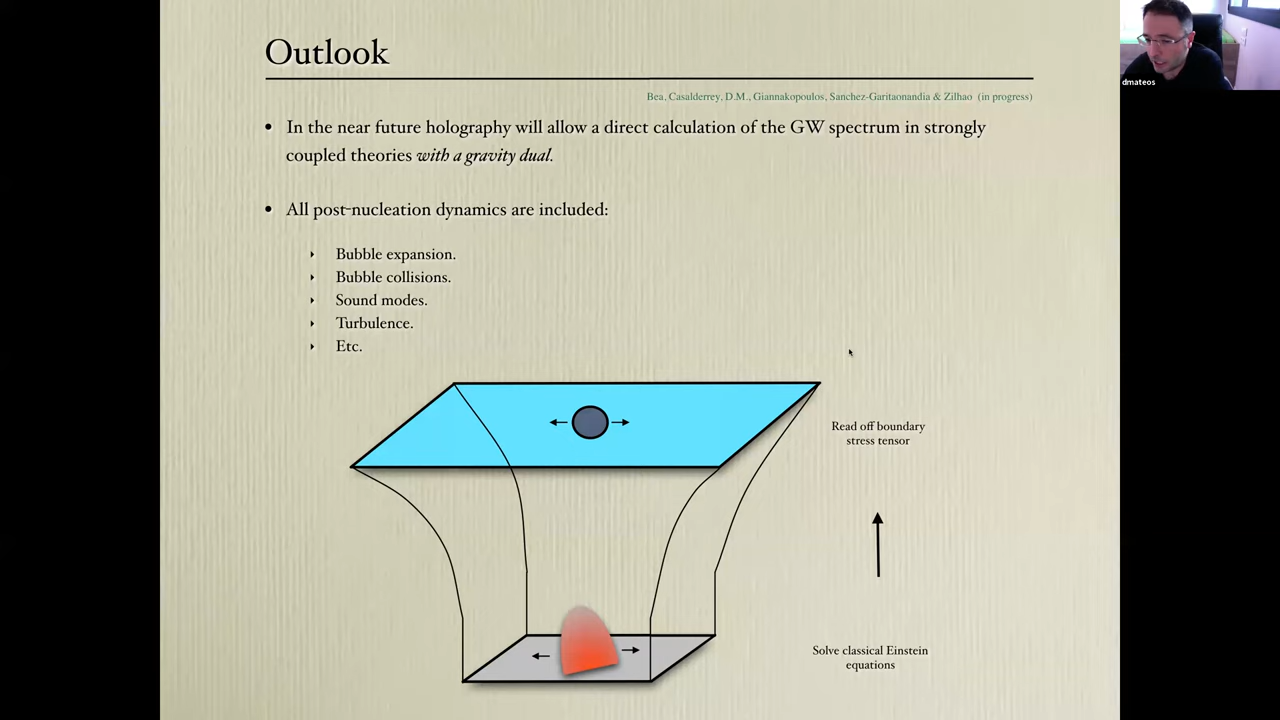 Outlook
dmateos
Bea, Casalderrey, D.M., Giannakopoulos, Sanchez-Garitaonandia & Zilhao (in progress)
• In the near future holography will allow a direct calculation of the GW spectrum in strongly
coupled theories with a gravity dual.
• All post-nucleation dynamics are included:
‣ Bubble expansion.
‣ Bubble collisions.
‣ Sound modes.
‣ Turbulence.
‣ Etc.
Read off boundary
stress tensor
Solve classical Einstein
equations